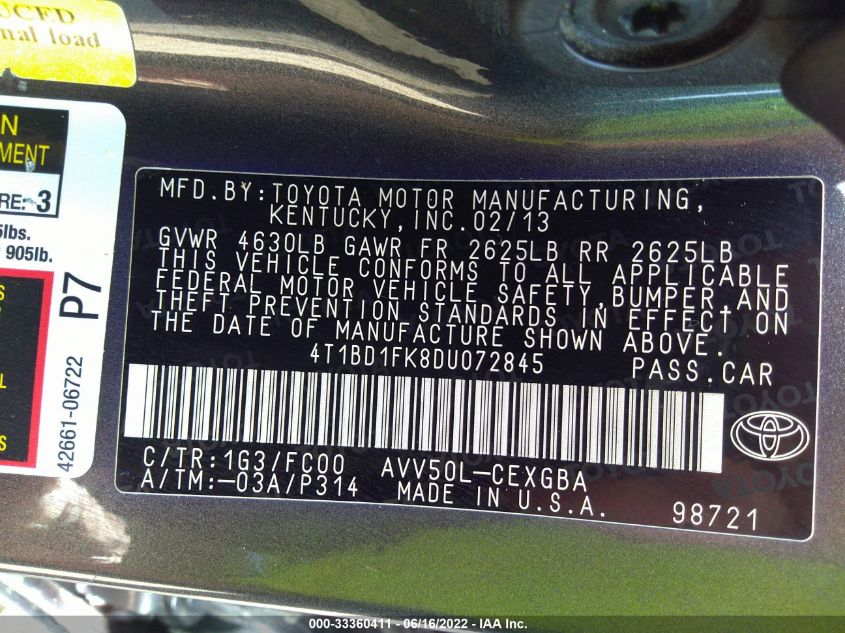 UCED
nal load
N
MENT
RE: 3
lbs.
905lb.
P7
42661-06722
MFD.BY:TOYOTA MOTOR MANUFACTURING,
KENTUCKY,INC.02/13
GVWR 4630LB GAWR FR 2625LB RR 2625LB
THIS VEHICLE CONFORMS TO ALL APPLICABLE
FEDERAL MOTOR VEHICLE SAFETY,BUMPER,AND
THEFT PREVENTION STANDARDS IN EFFECT ON
THE DATE OF MANUFACTURE SHOWN ABOVE.
4T1BD1FK8DU072845 PASS.CAR
C/TR:1G3/FC00 AVV50L-CEXGBA
A/TM:-03A/P314 MADE IN U.S.A. 98721
000-33360411 - 06/16/2022 - IAA Inc.